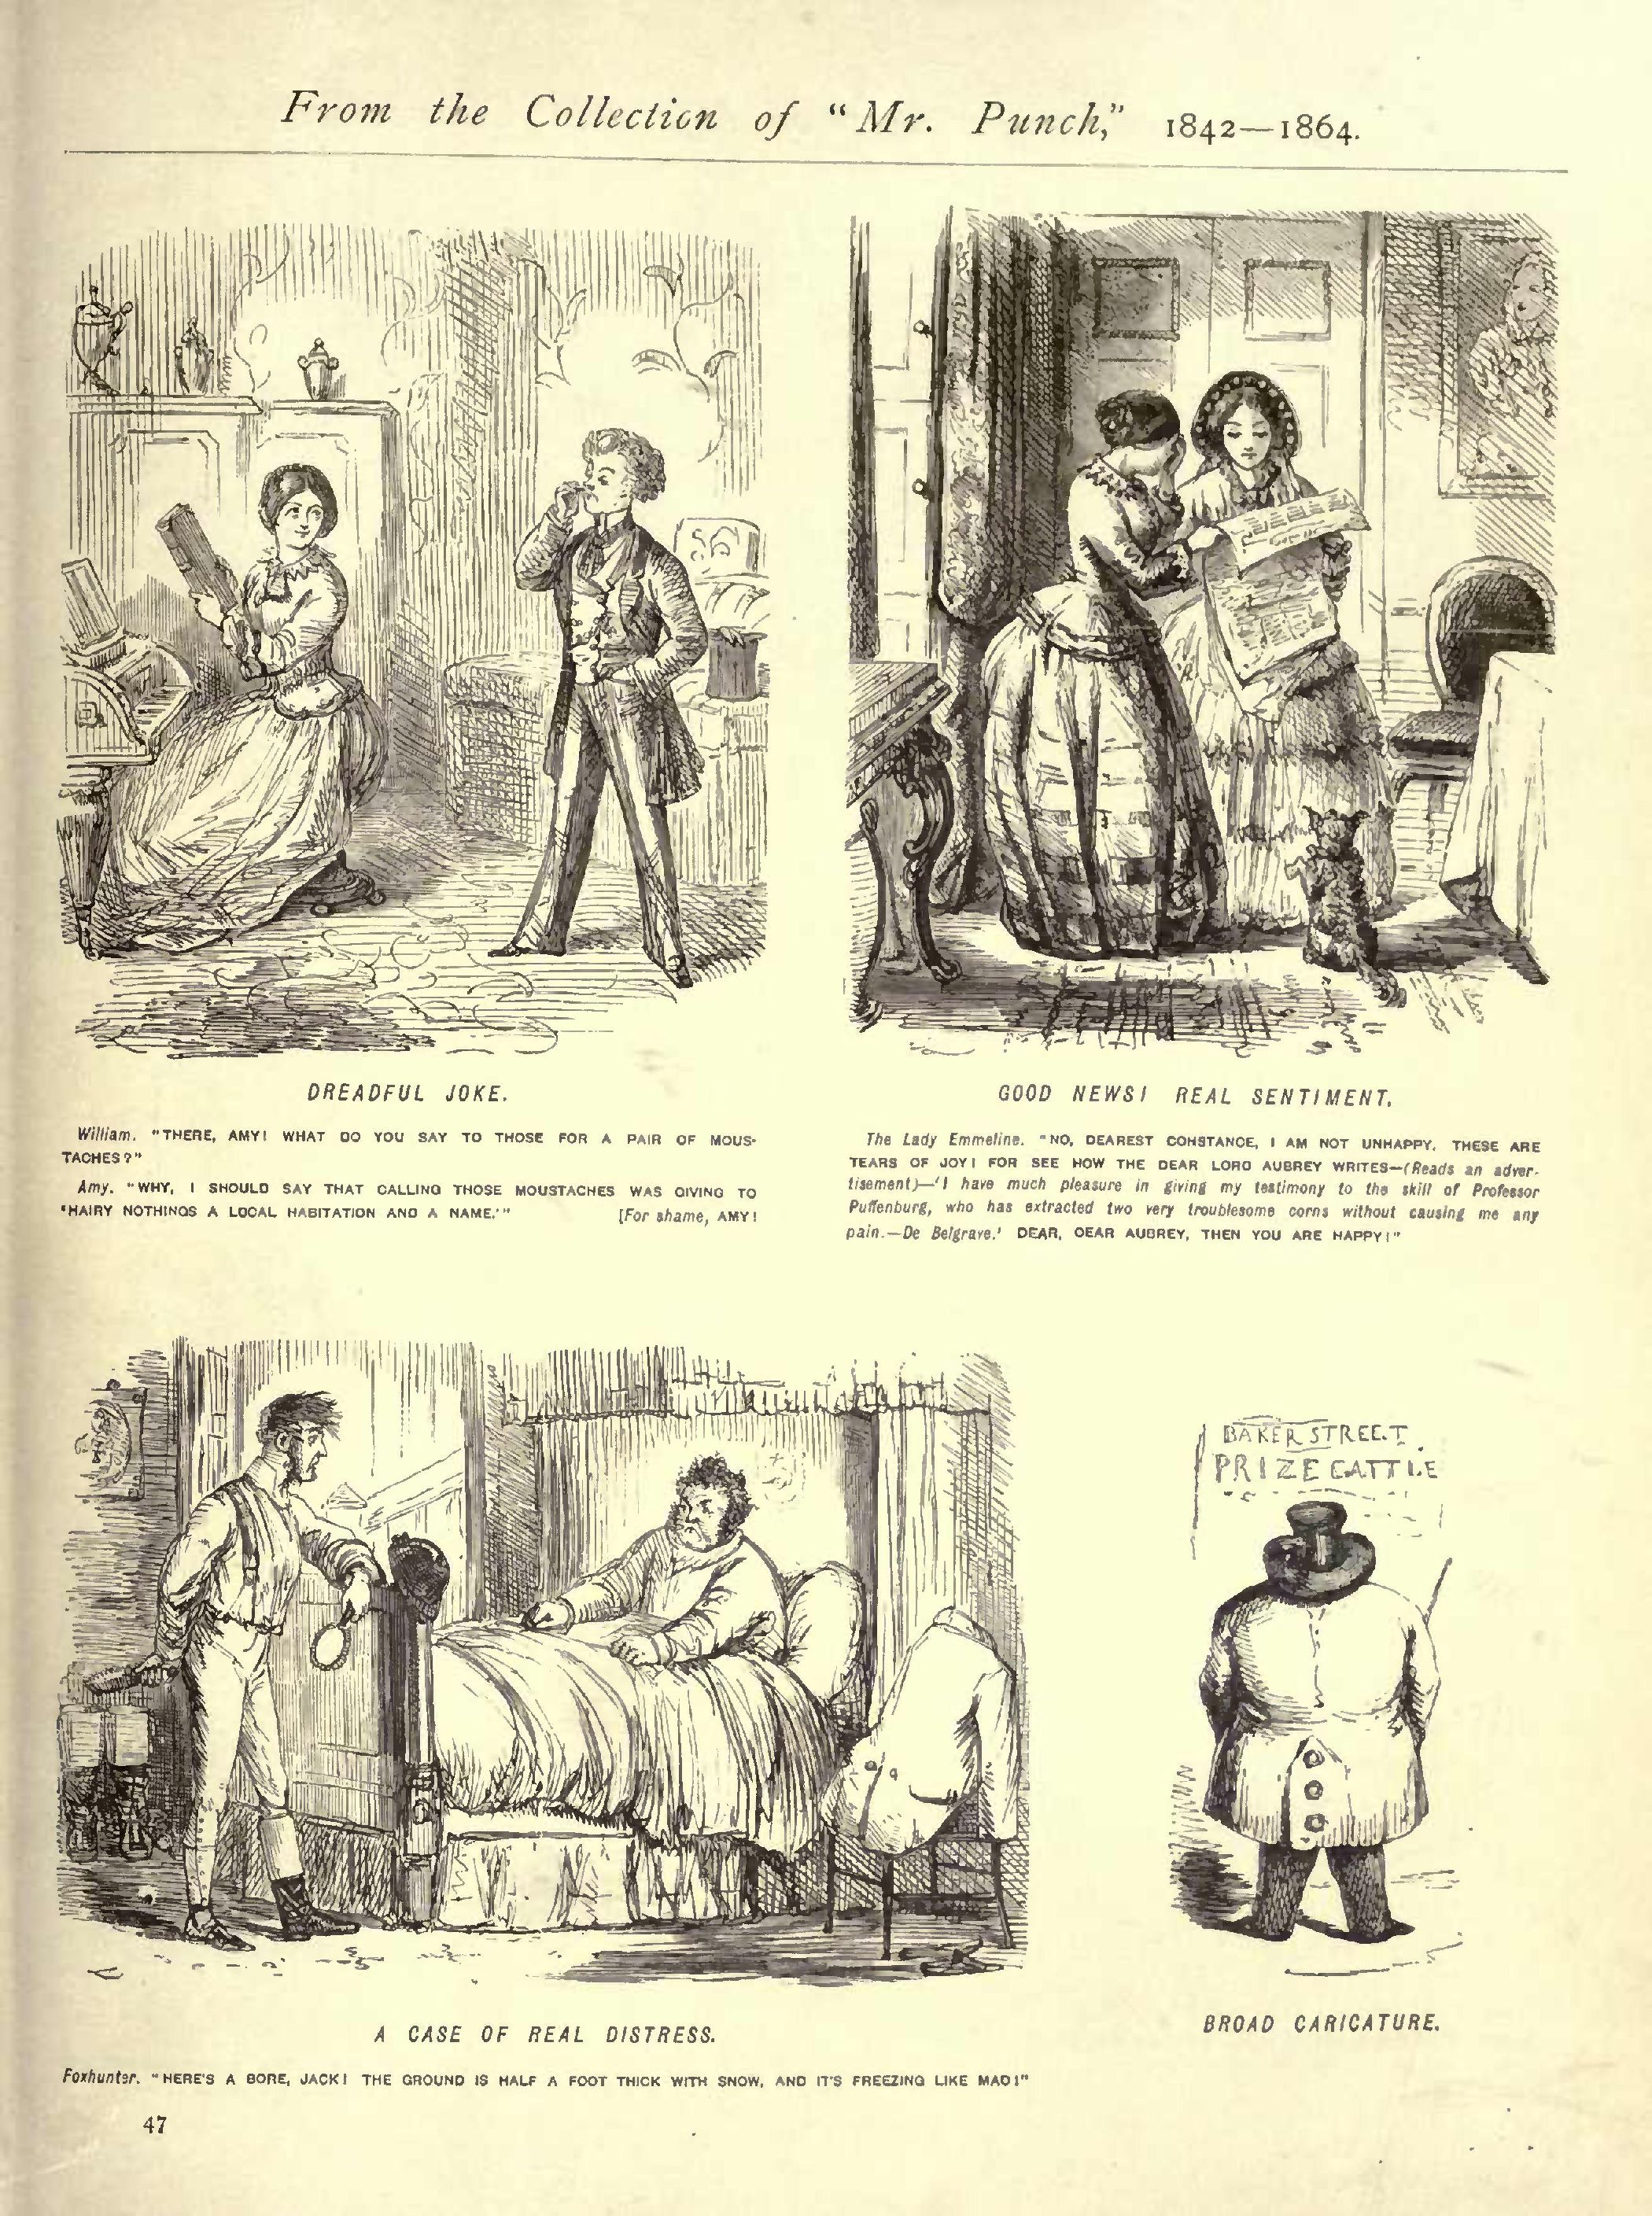 From the Collection of "Mr. Punch," 1842—1864.
DREADFUL JOKE.
William. "THERE, AMY! WHAT DO YOU SAY TO THOSE FOR A PAIR OF MOUS-
TACHES?"
Amy. "WHY, I SHOULD SAY THAT CALLING THOSE MOUSTACHES WAS GIVING TO
'HAIRY NOTHINGS A LOCAL HABITATION AND A NAME.'" [For shame, AMY!
GOOD NEWS! REAL SENTIMENT.
The Lady Emmeline. "NO, DEAREST CONSTANCE, I AM NOT UNHAPPY. THESE ARE
TEARS OF JOY! FOR SEE HOW THE DEAR LORD AUBREY WRITES—(Reads an adver-
tisement)—'I have much pleasure in giving my testimony to the skill of Professor
Puffenburg, who has extracted two very troublesome corns without causing me any
pain.—De Belgrave.' DEAR, DEAR AUBREY, THEN YOU ARE HAPPY!"
BAKER STREET
PRIZE CATTLE
A CASE OF REAL DISTRESS.
Foxhunter. "HERE'S A BORE, JACK! THE GROUND IS HALF A FOOT THICK WITH SNOW, AND IT'S FREEZING LIKE MAD!"
BROAD CARICATURE.
47